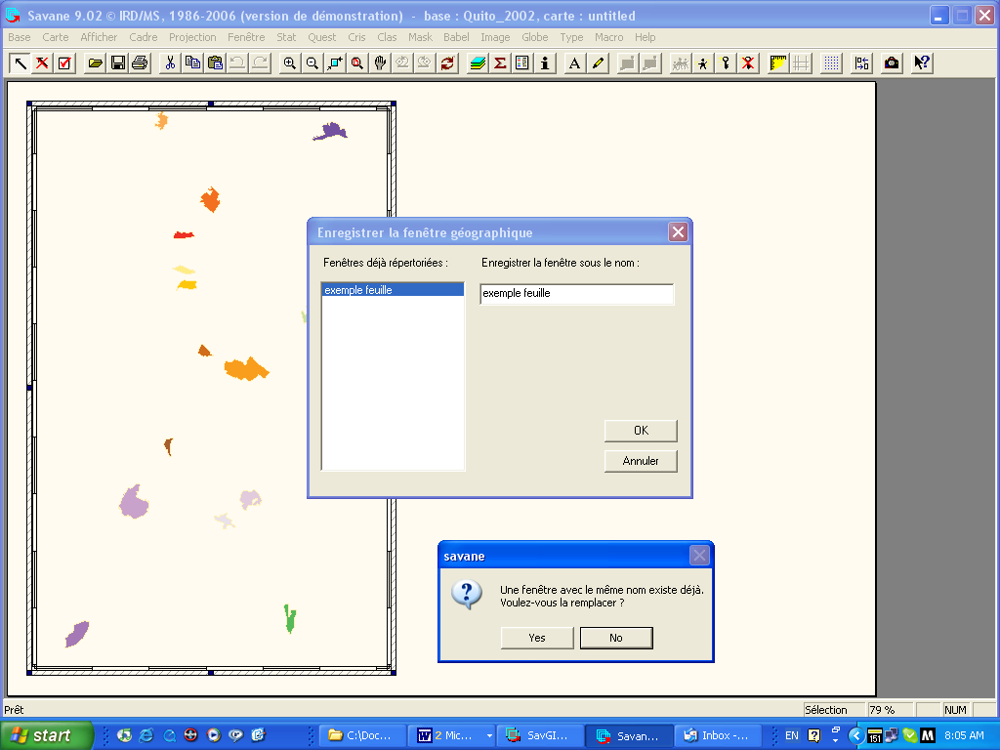 Savane 9.02 © IRD/MS, 1986-2006 (version de démonstration) - base : Quito_2002, carte : untitled
Base Carte Afficher Cadre Projection Fenêtre Stat Quest Cris Clas Mask Babel Image Globe Type Macro Help
Enregistrer la fenêtre géographique
Fenêtres déjà répertoriées : Enregistrer la fenêtre sous le nom :
exemple feuille exemple feuille
OK
Annuler
savane
Une fenêtre avec le même nom existe déjà.
Voulez-vous la remplacer ?
Yes No
Prêt Sélection 79 % NUM
start C:\Doc... 2 Mic... SavGI... Savan... Inbox -... EN 151 8:05 AM